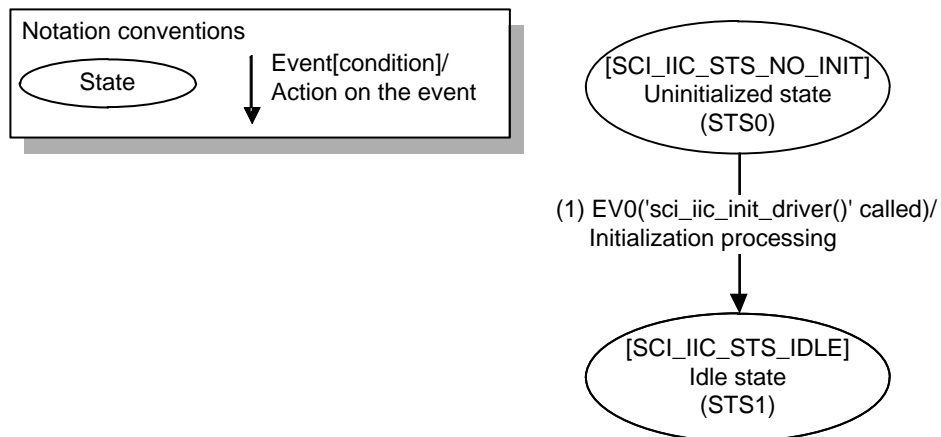 Notation conventions
State
Event[condition]/
Action on the event
[SCI_IIC_STS_NO_INIT]
Uninitialized state
(STS0)
(1) EV0('sci_iic_init_driver()' called)/
Initialization processing
[SCI_IIC_STS_IDLE]
Idle state
(STS1)